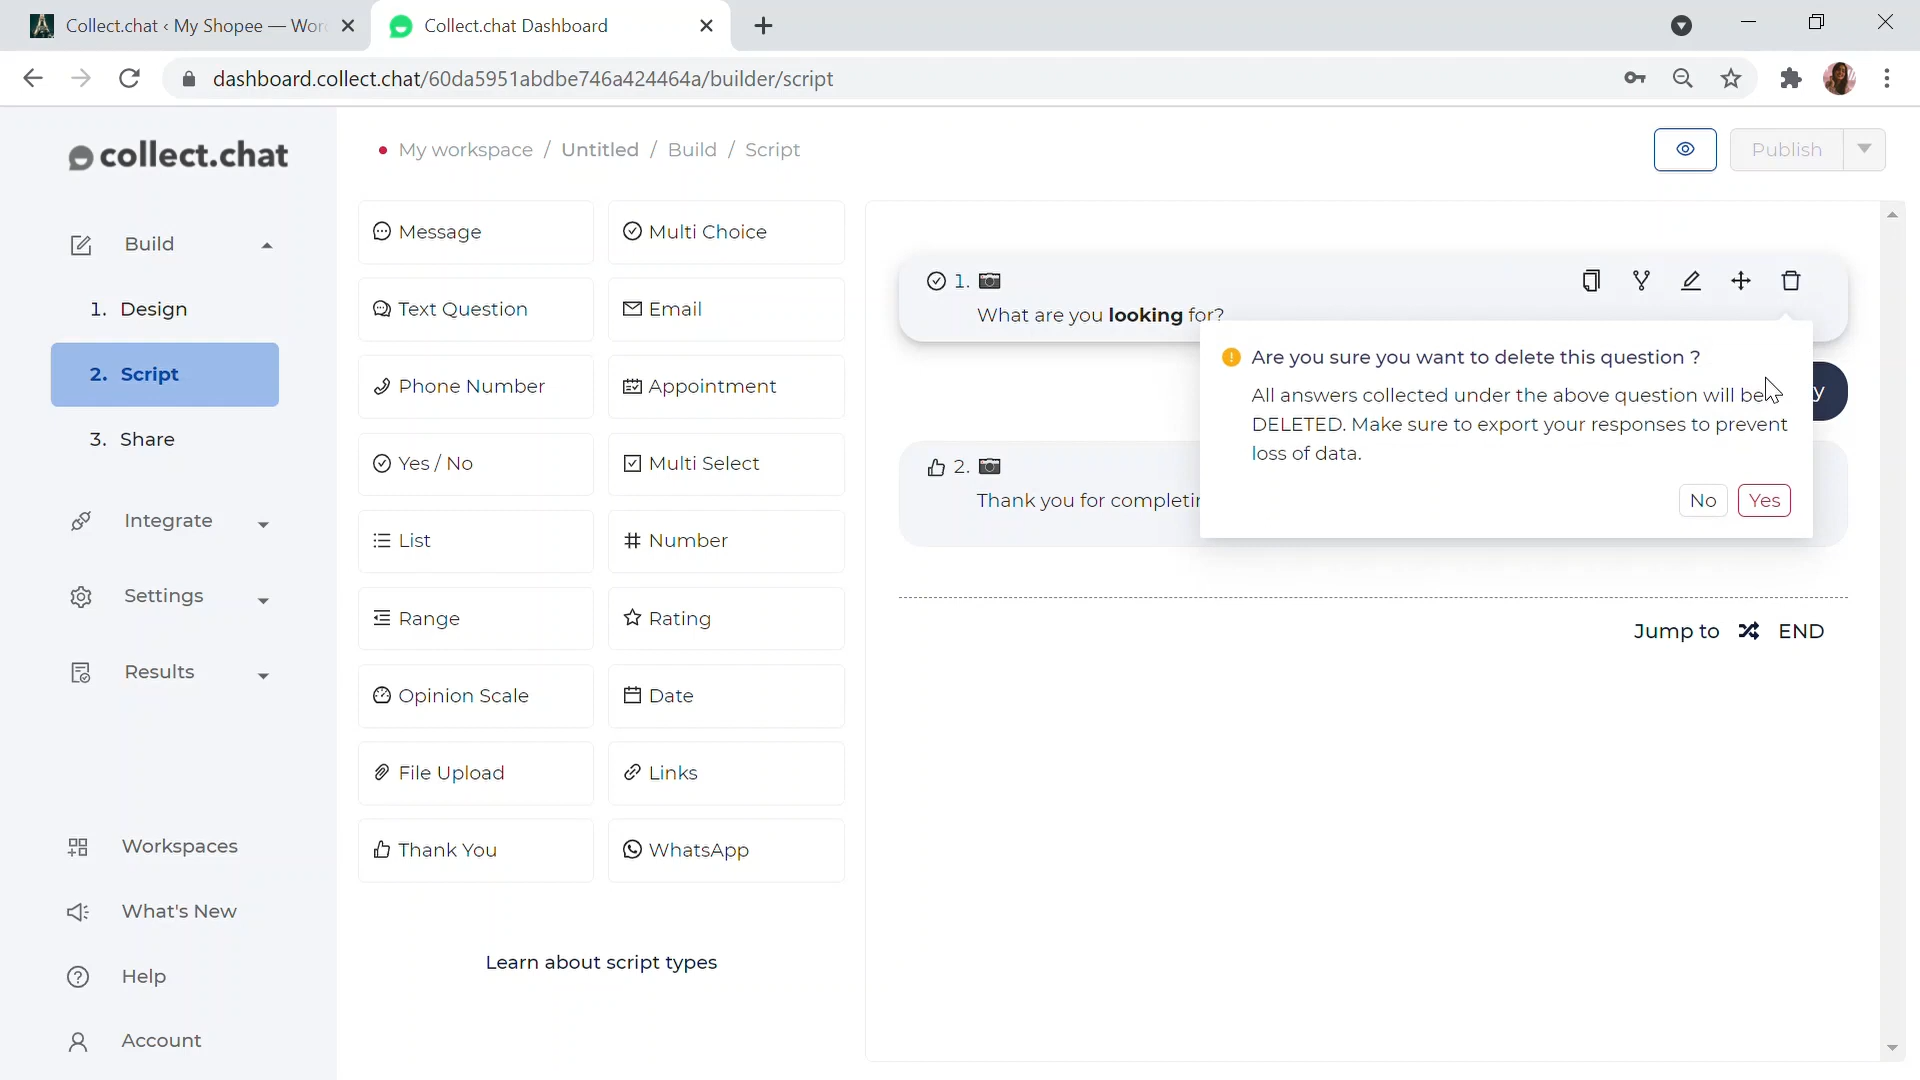 Collect.chat ‹ My Shopee — Wor
Collect.chat Dashboard
dashboard.collect.chat/60da5951abdbe746a424464a/builder/script
collect.chat
My workspace / Untitled / Build / Script
Publish
Build
1. Design
2. Script
3. Share
Integrate
Settings
Results
Workspaces
What's New
Help
Account
Message
Multi Choice
Text Question
Email
Phone Number
Appointment
Yes / No
Multi Select
List
Number
Range
Rating
Opinion Scale
Date
File Upload
Links
Thank You
WhatsApp
Learn about script types
1.
What are you looking for?
Are you sure you want to delete this question ?
All answers collected under the above question will be
DELETED. Make sure to export your responses to prevent
loss of data.
No
Yes
y
2.
Thank you for completin
Jump to
END